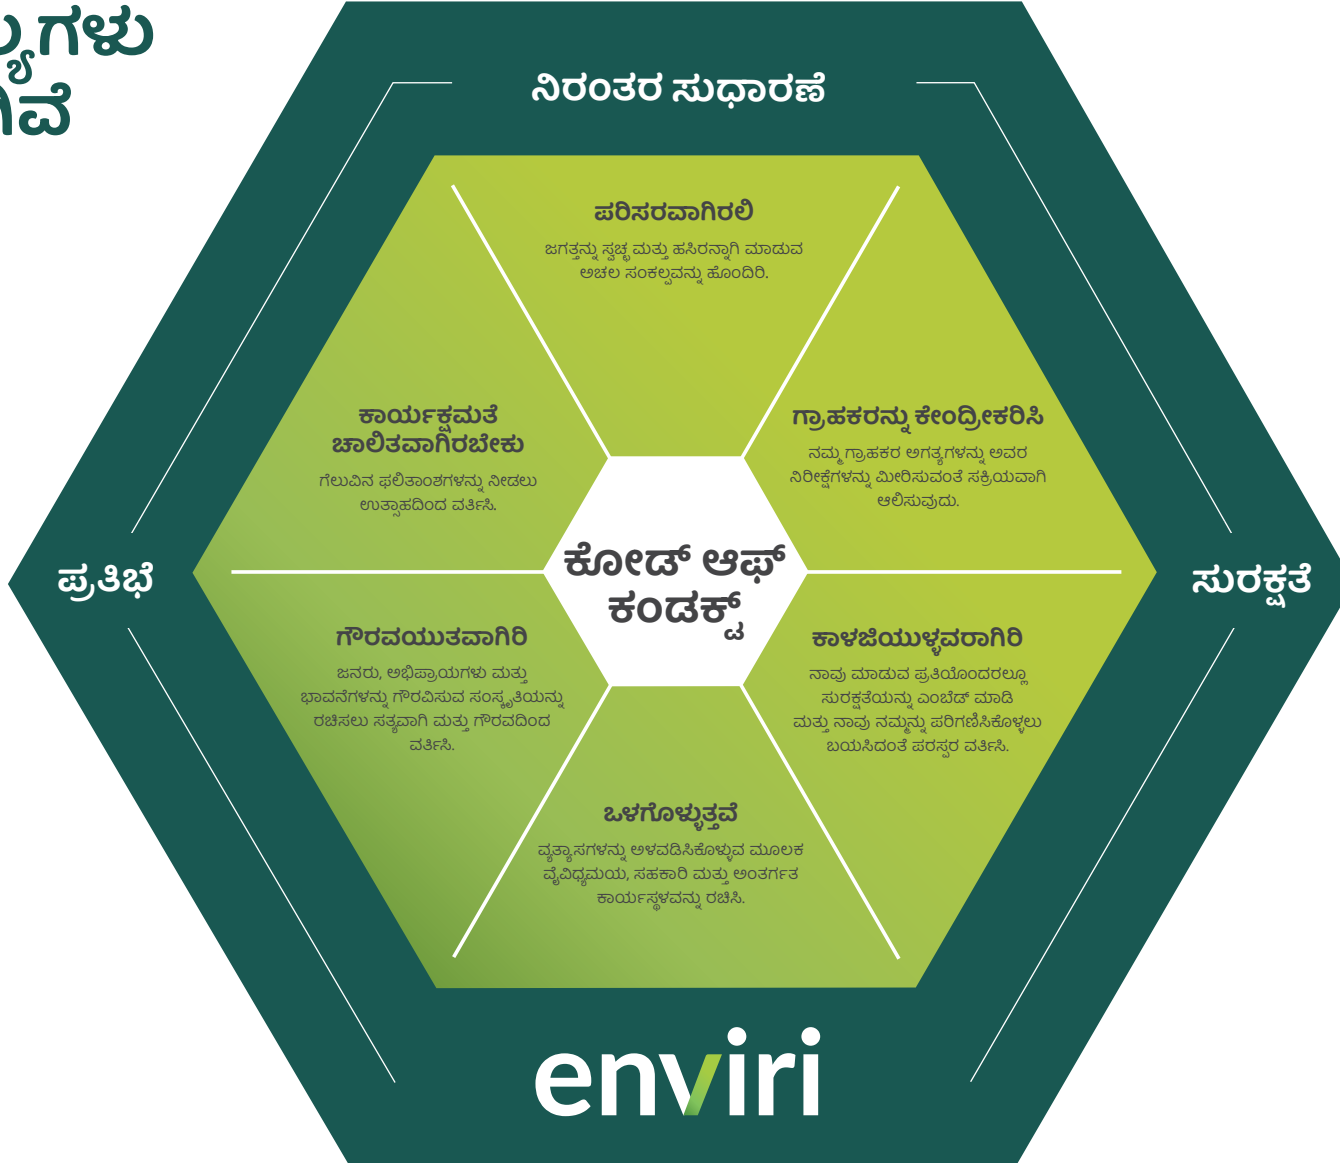 ನಿರಂತರ ಸುಧಾರಣೆ
ಪರಿಸರವಾಗಿರಲಿ
ಜಗತ್ತನ್ನು ಸ್ವಚ್ಛ ಮತ್ತು ಹಸಿರನ್ನಾಗಿ ಮಾಡುವ
ಅಚಲ ಸಂಕಲ್ಪವನ್ನು ಹೊಂದಿರಿ.
ಕಾರ್ಯಕ್ಷಮತೆ
ಚಾಲಿತವಾಗಿರಬೇಕು
ಗೆಲುವಿನ ಫಲಿತಾಂಶಗಳನ್ನು ನೀಡಲು
ಉತ್ಸಾಹದಿಂದ ವರ್ತಿಸಿ.
ಗ್ರಾಹಕರನ್ನು ಕೇಂದ್ರೀಕರಿಸಿ
ನಮ್ಮ ಗ್ರಾಹಕರ ಅಗತ್ಯಗಳನ್ನು ಅವರ
ನಿರೀಕ್ಷೆಗಳನ್ನು ಮೀರಿಸುವಂತೆ ಸಕ್ರಿಯವಾಗಿ
ಆಲಿಸುವುದು.
ಪ್ರತಿಭೆ
ಕೋಡ್ ಆಫ್
ಕಂಡಕ್ಟ್
ಸುರಕ್ಷತೆ
ಗೌರವಯುತವಾಗಿರಿ
ಜನರು, ಅಭಿಪ್ರಾಯಗಳು ಮತ್ತು
ಭಾವನೆಗಳನ್ನು ಗೌರವಿಸುವ ಸಂಸ್ಕೃತಿಯನ್ನು
ರಚಿಸಲು ಸತ್ಯವಾಗಿ ಮತ್ತು ಗೌರವದಿಂದ
ವರ್ತಿಸಿ.
ಕಾಳಜಿಯುಳ್ಳವರಾಗಿರಿ
ನಾವು ಮಾಡುವ ಪ್ರತಿಯೊಂದರಲ್ಲೂ
ಸುರಕ್ಷತೆಯನ್ನು ಎಂಬೆಡ್ ಮಾಡಿ
ಮತ್ತು ನಾವು ನಮ್ಮನ್ನು ಪರಿಗಣಿಸಿಕೊಳ್ಳಲು
ಬಯಸಿದಂತೆ ಪರಸ್ಪರ ವರ್ತಿಸಿ.
ಒಳಗೊಳ್ಳುತ್ತವೆ
ವ್ಯತ್ಯಾಸಗಳನ್ನು ಅಳವಡಿಸಿಕೊಳ್ಳುವ ಮೂಲಕ
ವೈವಿಧ್ಯಮಯ, ಸಹಕಾರಿ ಮತ್ತು ಅಂತರ್ಗತ
ಕಾರ್ಯಸ್ಥಳವನ್ನು ರಚಿಸಿ.
enviri